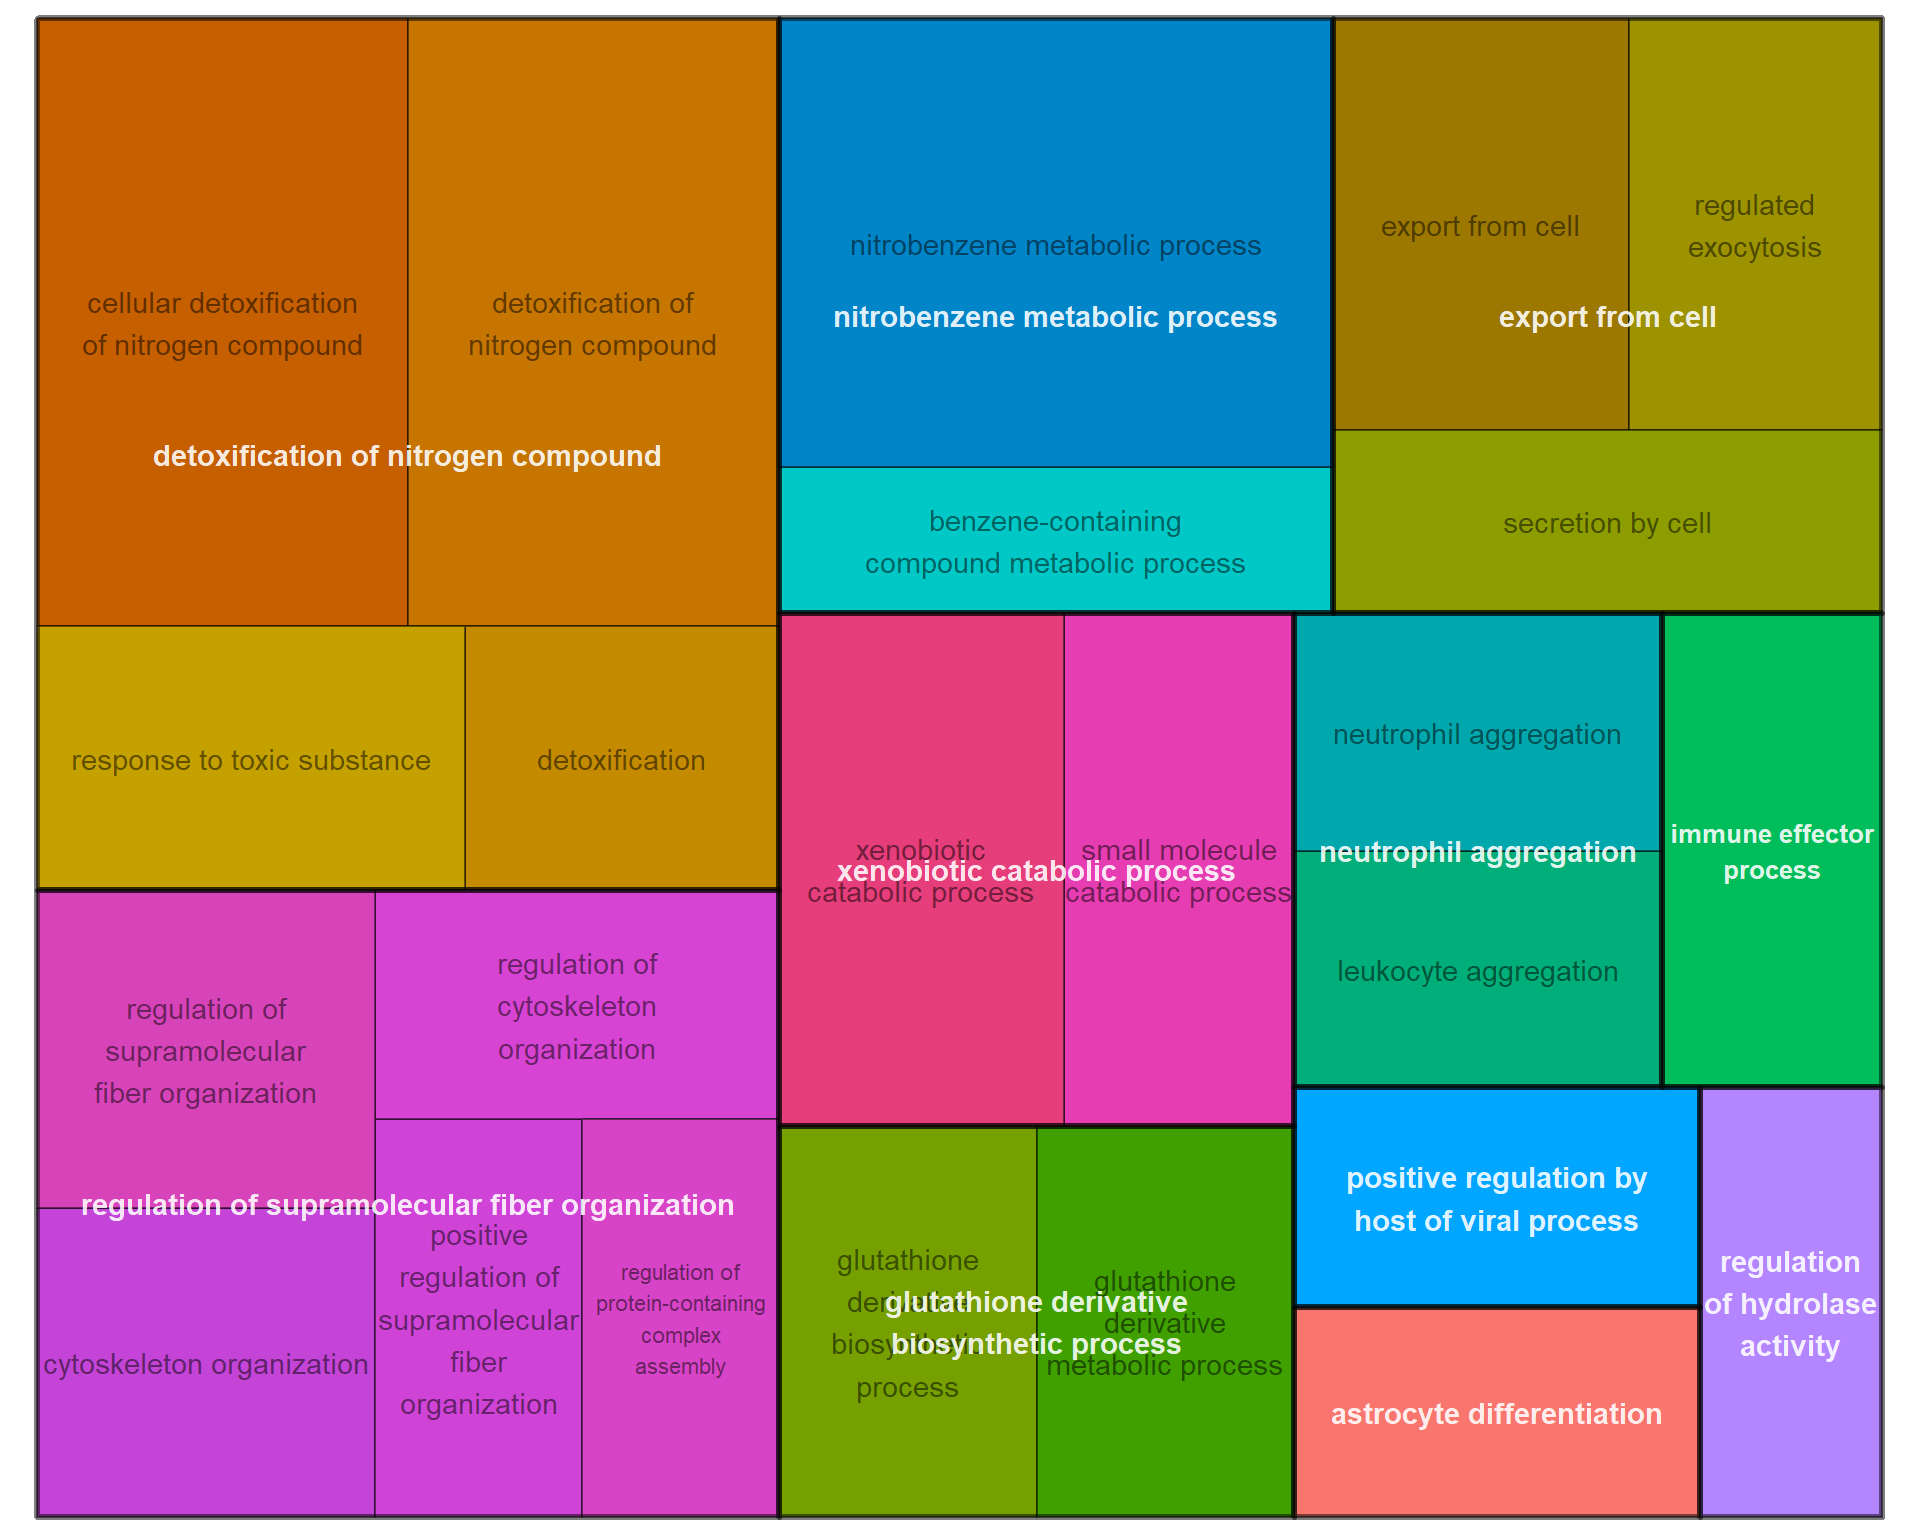 cellular detoxification
of nitrogen compound
detoxification of
nitrogen compound
detoxification of nitrogen compound
response to toxic substance
detoxification
nitrobenzene metabolic process
nitrobenzene metabolic process
benzene-containing
compound metabolic process
export from cell
regulated
exocytosis
export from cell
secretion by cell
xenobiotic
catabolic process
small molecule
catabolic process
xenobiotic catabolic process
neutrophil aggregation
neutrophil aggregation
leukocyte aggregation
immune effector
process
regulation of
supramolecular
fiber organization
regulation of
cytoskeleton
organization
regulation of supramolecular fiber organization
cytoskeleton organization
positive
regulation of
supramolecular
fiber
organization
regulation of
protein-containing
complex
assembly
glutathione
derivative
biosynthetic
process
glutathione
derivative
metabolic process
glutathione derivative
biosynthetic process
positive regulation by
host of viral process
astrocyte differentiation
regulation
of hydrolase
activity